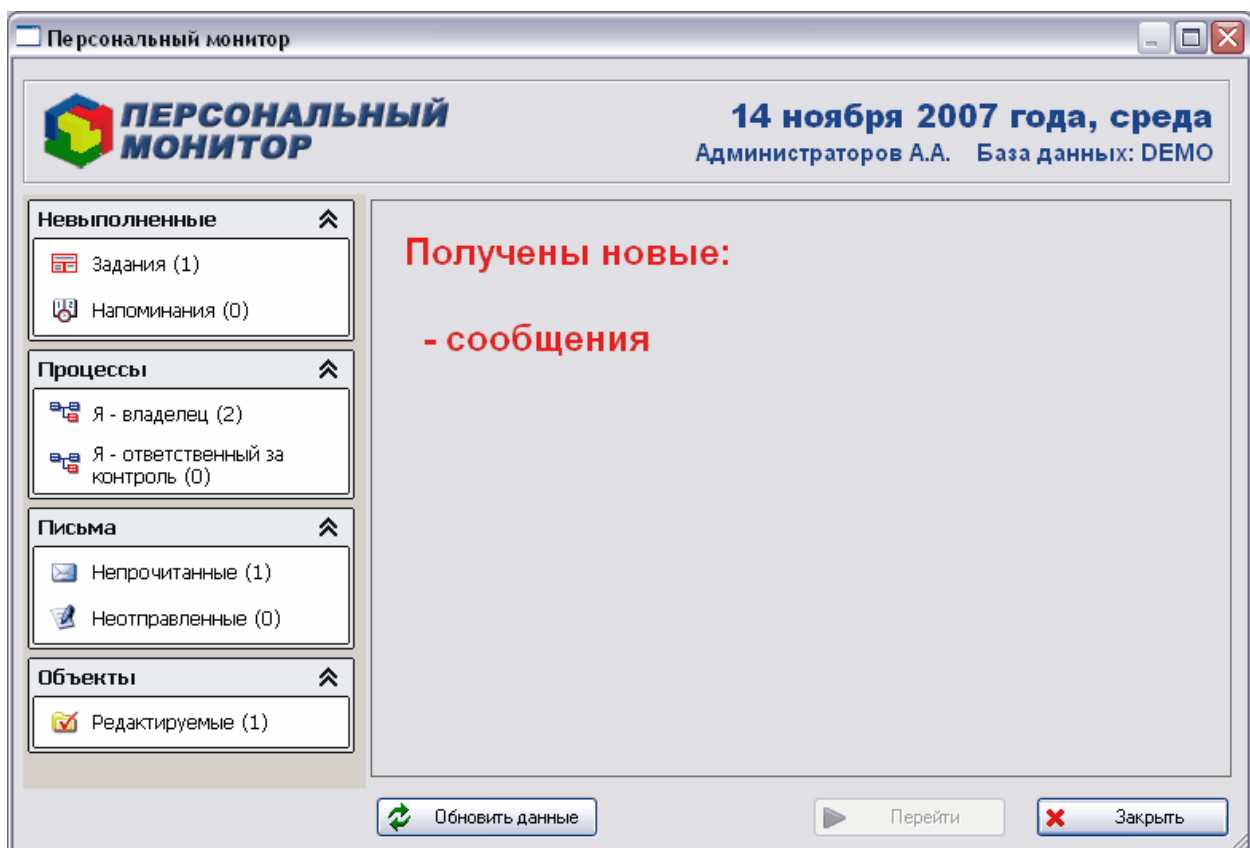 Персональный монитор
ПЕРСОНАЛЬНЫЙ
МОНИТОР
14 ноября 2007 года, среда
Администраторов А.А. База данных: DEMO
Невыполненные
Задания (1)
Напоминания (0)
Процессы
Я - владелец (2)
Я - ответственный за
контроль (0)
Письма
Непрочитанные (1)
Неотправленные (0)
Объекты
Редактируемые (1)
Получены новые:
- сообщения
Обновить данные
Перейти
Закрыть